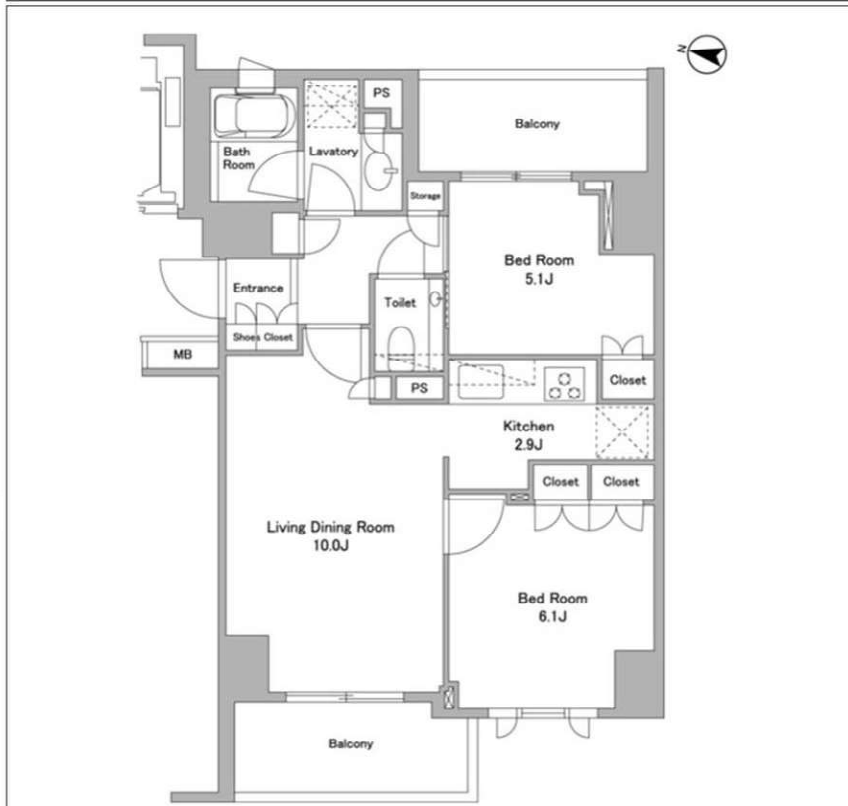 N
PS
Balcony
Bath
Room
Lavatory
Storage
Bed Room
5.1J
Entrance
Toilet
Shoes Closet
MB
PS
Closet
Kitchen
2.9J
Closet
Closet
Living Dining Room
10.0J
Bed Room
6.1J
Balcony